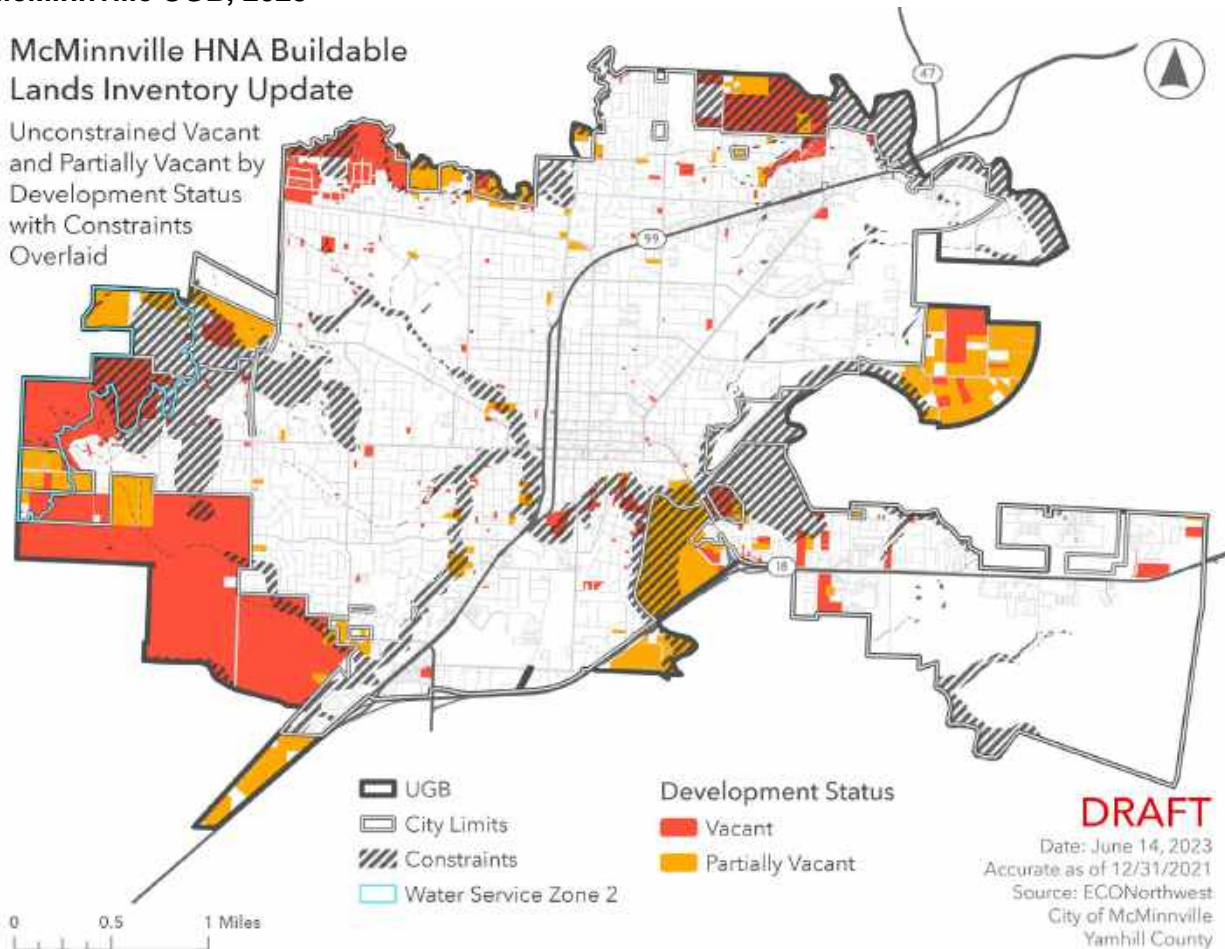 McMinnville HNA Buildable
Lands Inventory Update
Unconstrained Vacant
and Partially Vacant by
Development Status
with Constraints
Overlaid
47
99
18
UGB
City Limits
Constraints
Water Service Zone 2
Development Status
Vacant
Partially Vacant
DRAFT
Date: June 14, 2023
Accurate as of 12/31/2021
Source: ECONorthwest
City of McMinnville
Yamhill County
0 0.5 1 Miles